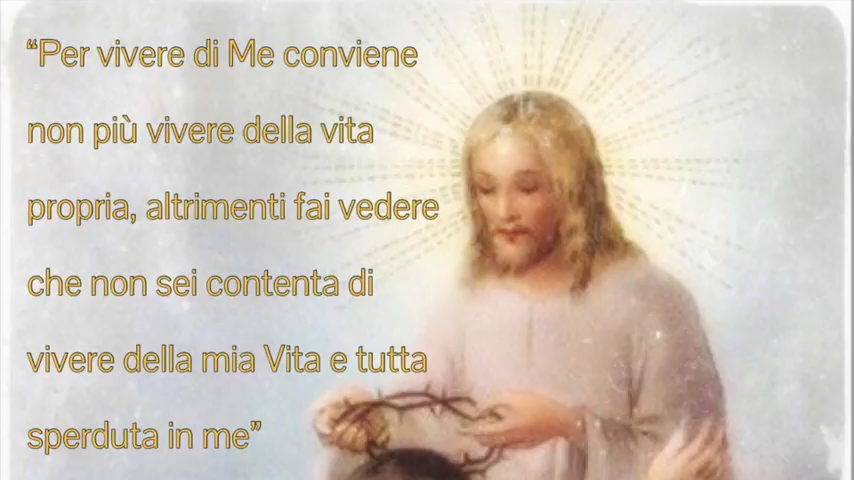 “Per vivere di Me conviene
non più vivere della vita
propria, altrimenti fai vedere
che non sei contenta di
vivere della mia Vita e tutta
sperduta in me”